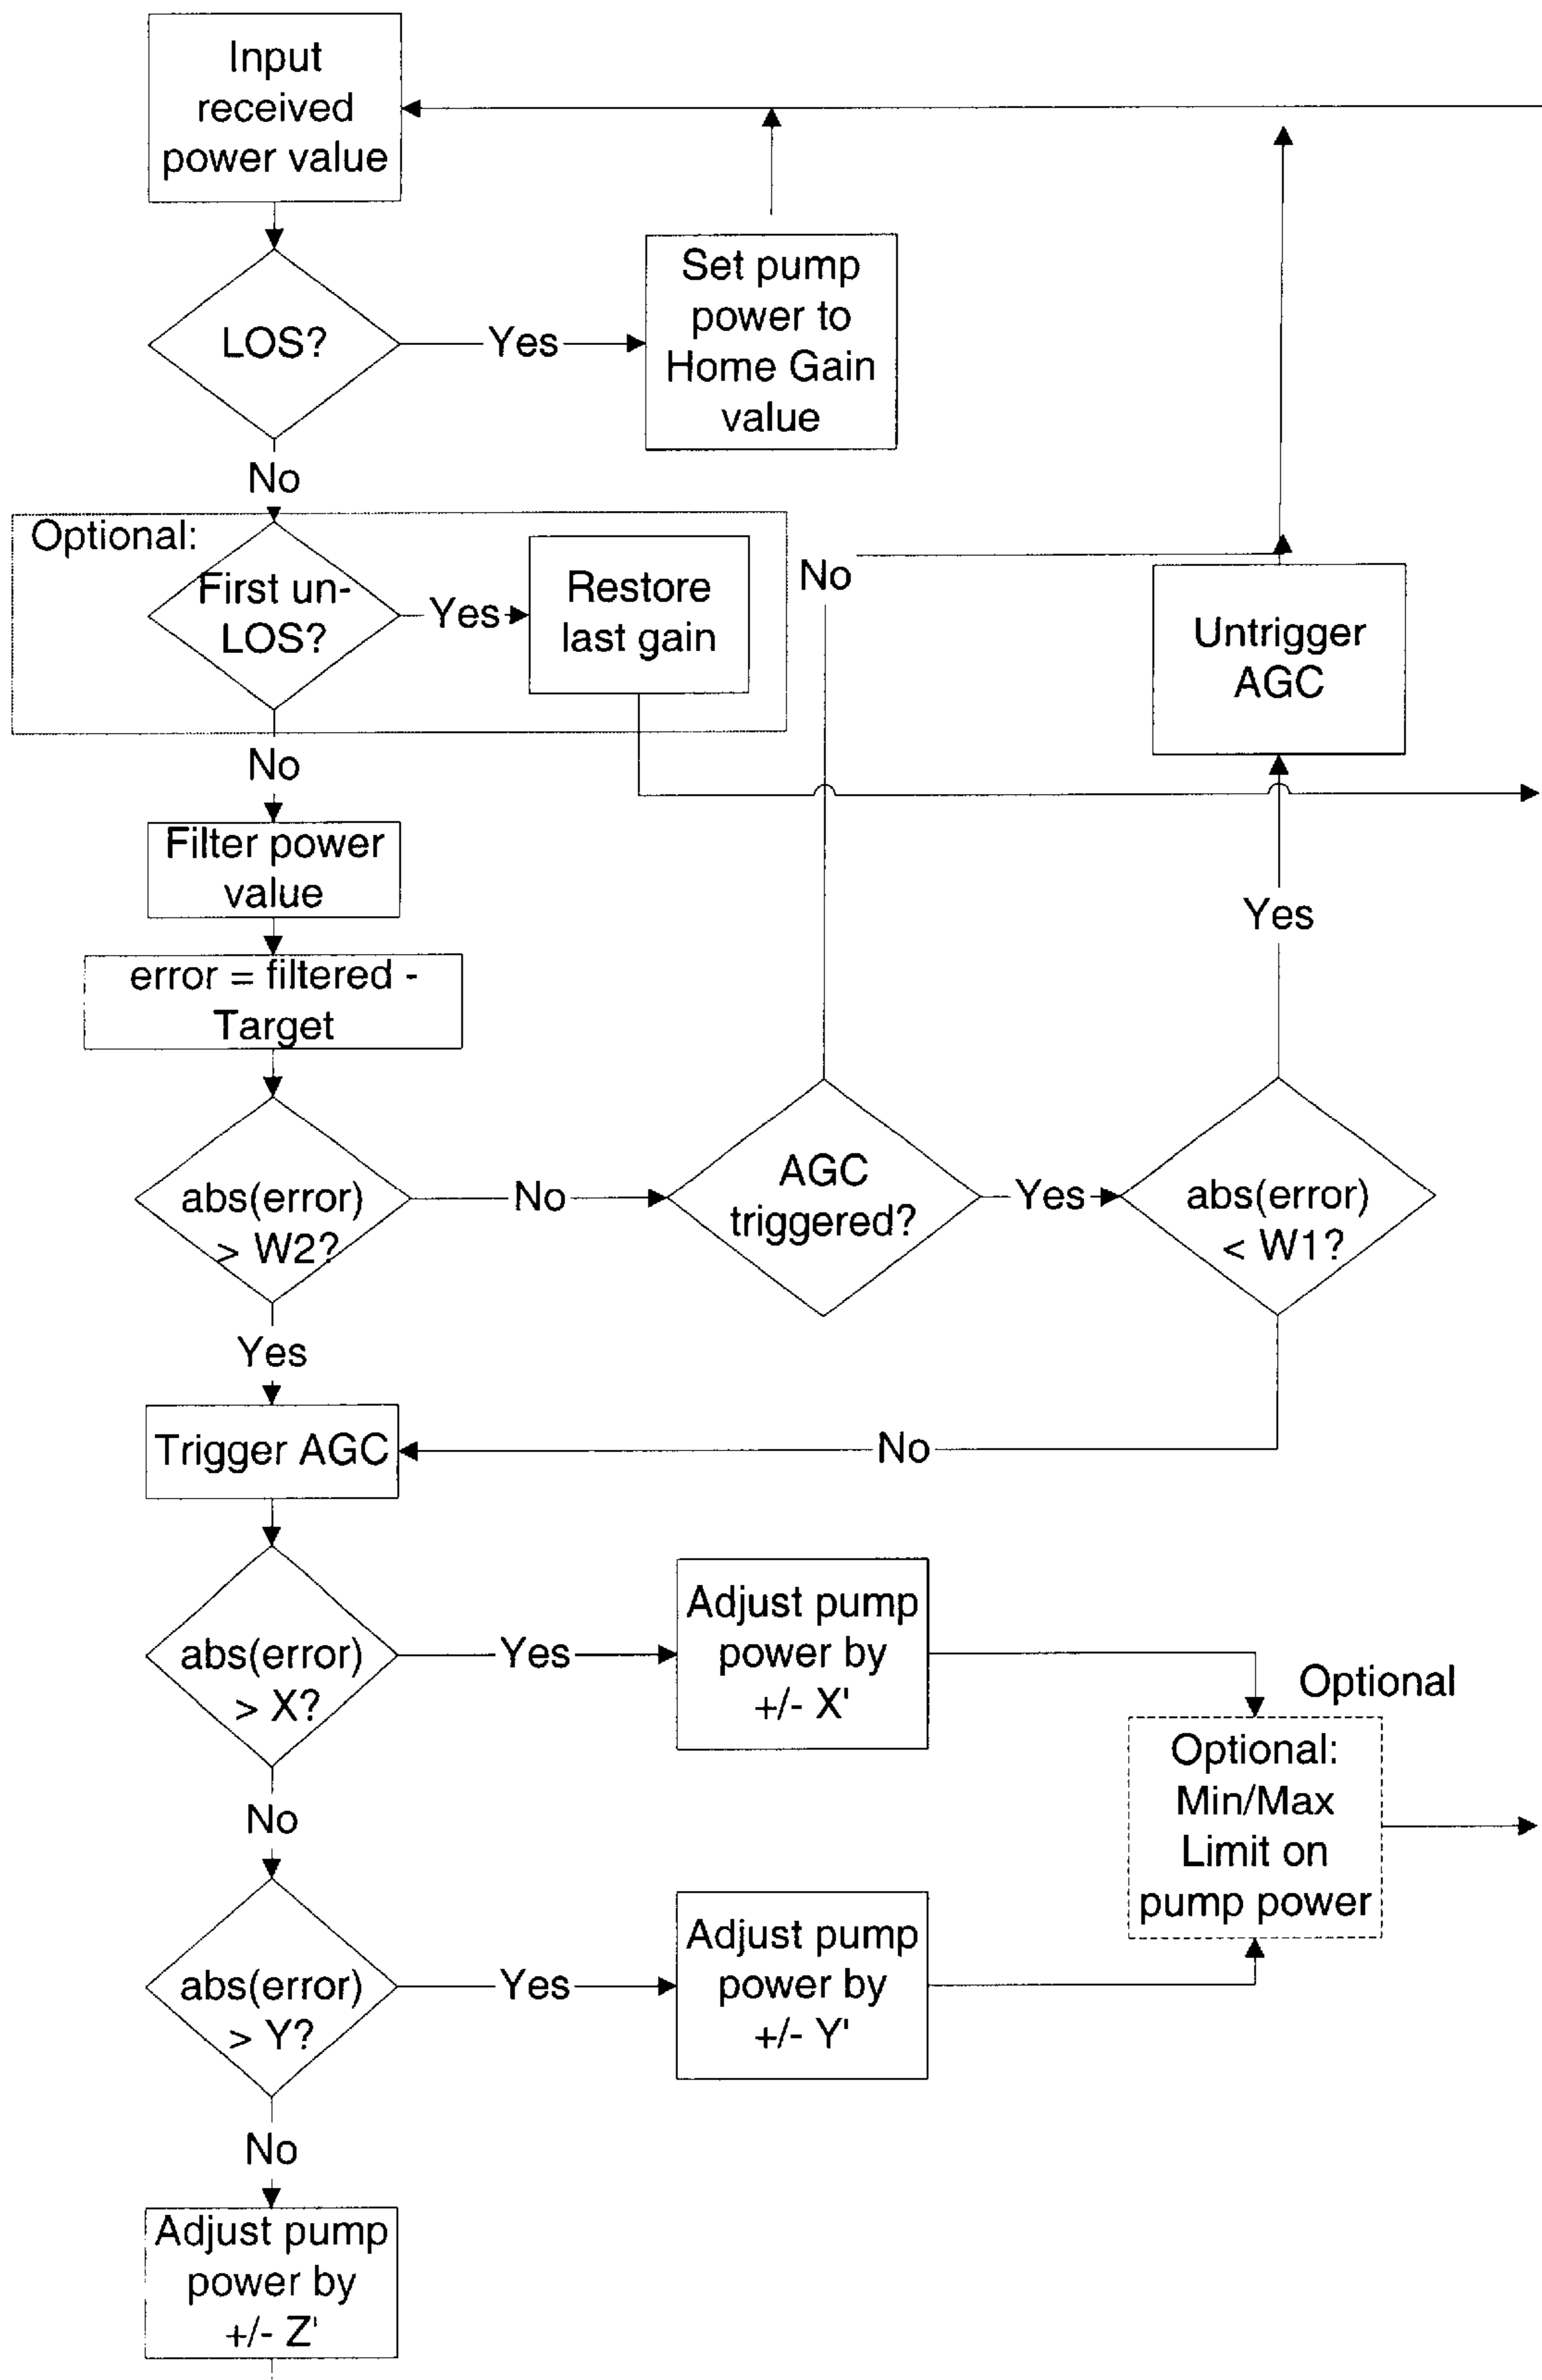 Input
received
power value
LOS?
Yes
Set pump
power to
Home Gain
value
No
Optional:
First un-
LOS?
Yes
Restore
last gain
No
Untrigger
AGC
No
Filter power
value
Yes
error = filtered -
Target
abs(error)
> W2?
No
AGC
triggered?
Yes
abs(error)
< W1?
Yes
Trigger AGC
No
abs(error)
> X?
Yes
Adjust pump
power by
+/- X'
Optional
Optional:
Min/Max
Limit on
pump power
No
abs(error)
> Y?
Yes
Adjust pump
power by
+/- Y'
No
Adjust pump
power by
+/- Z'